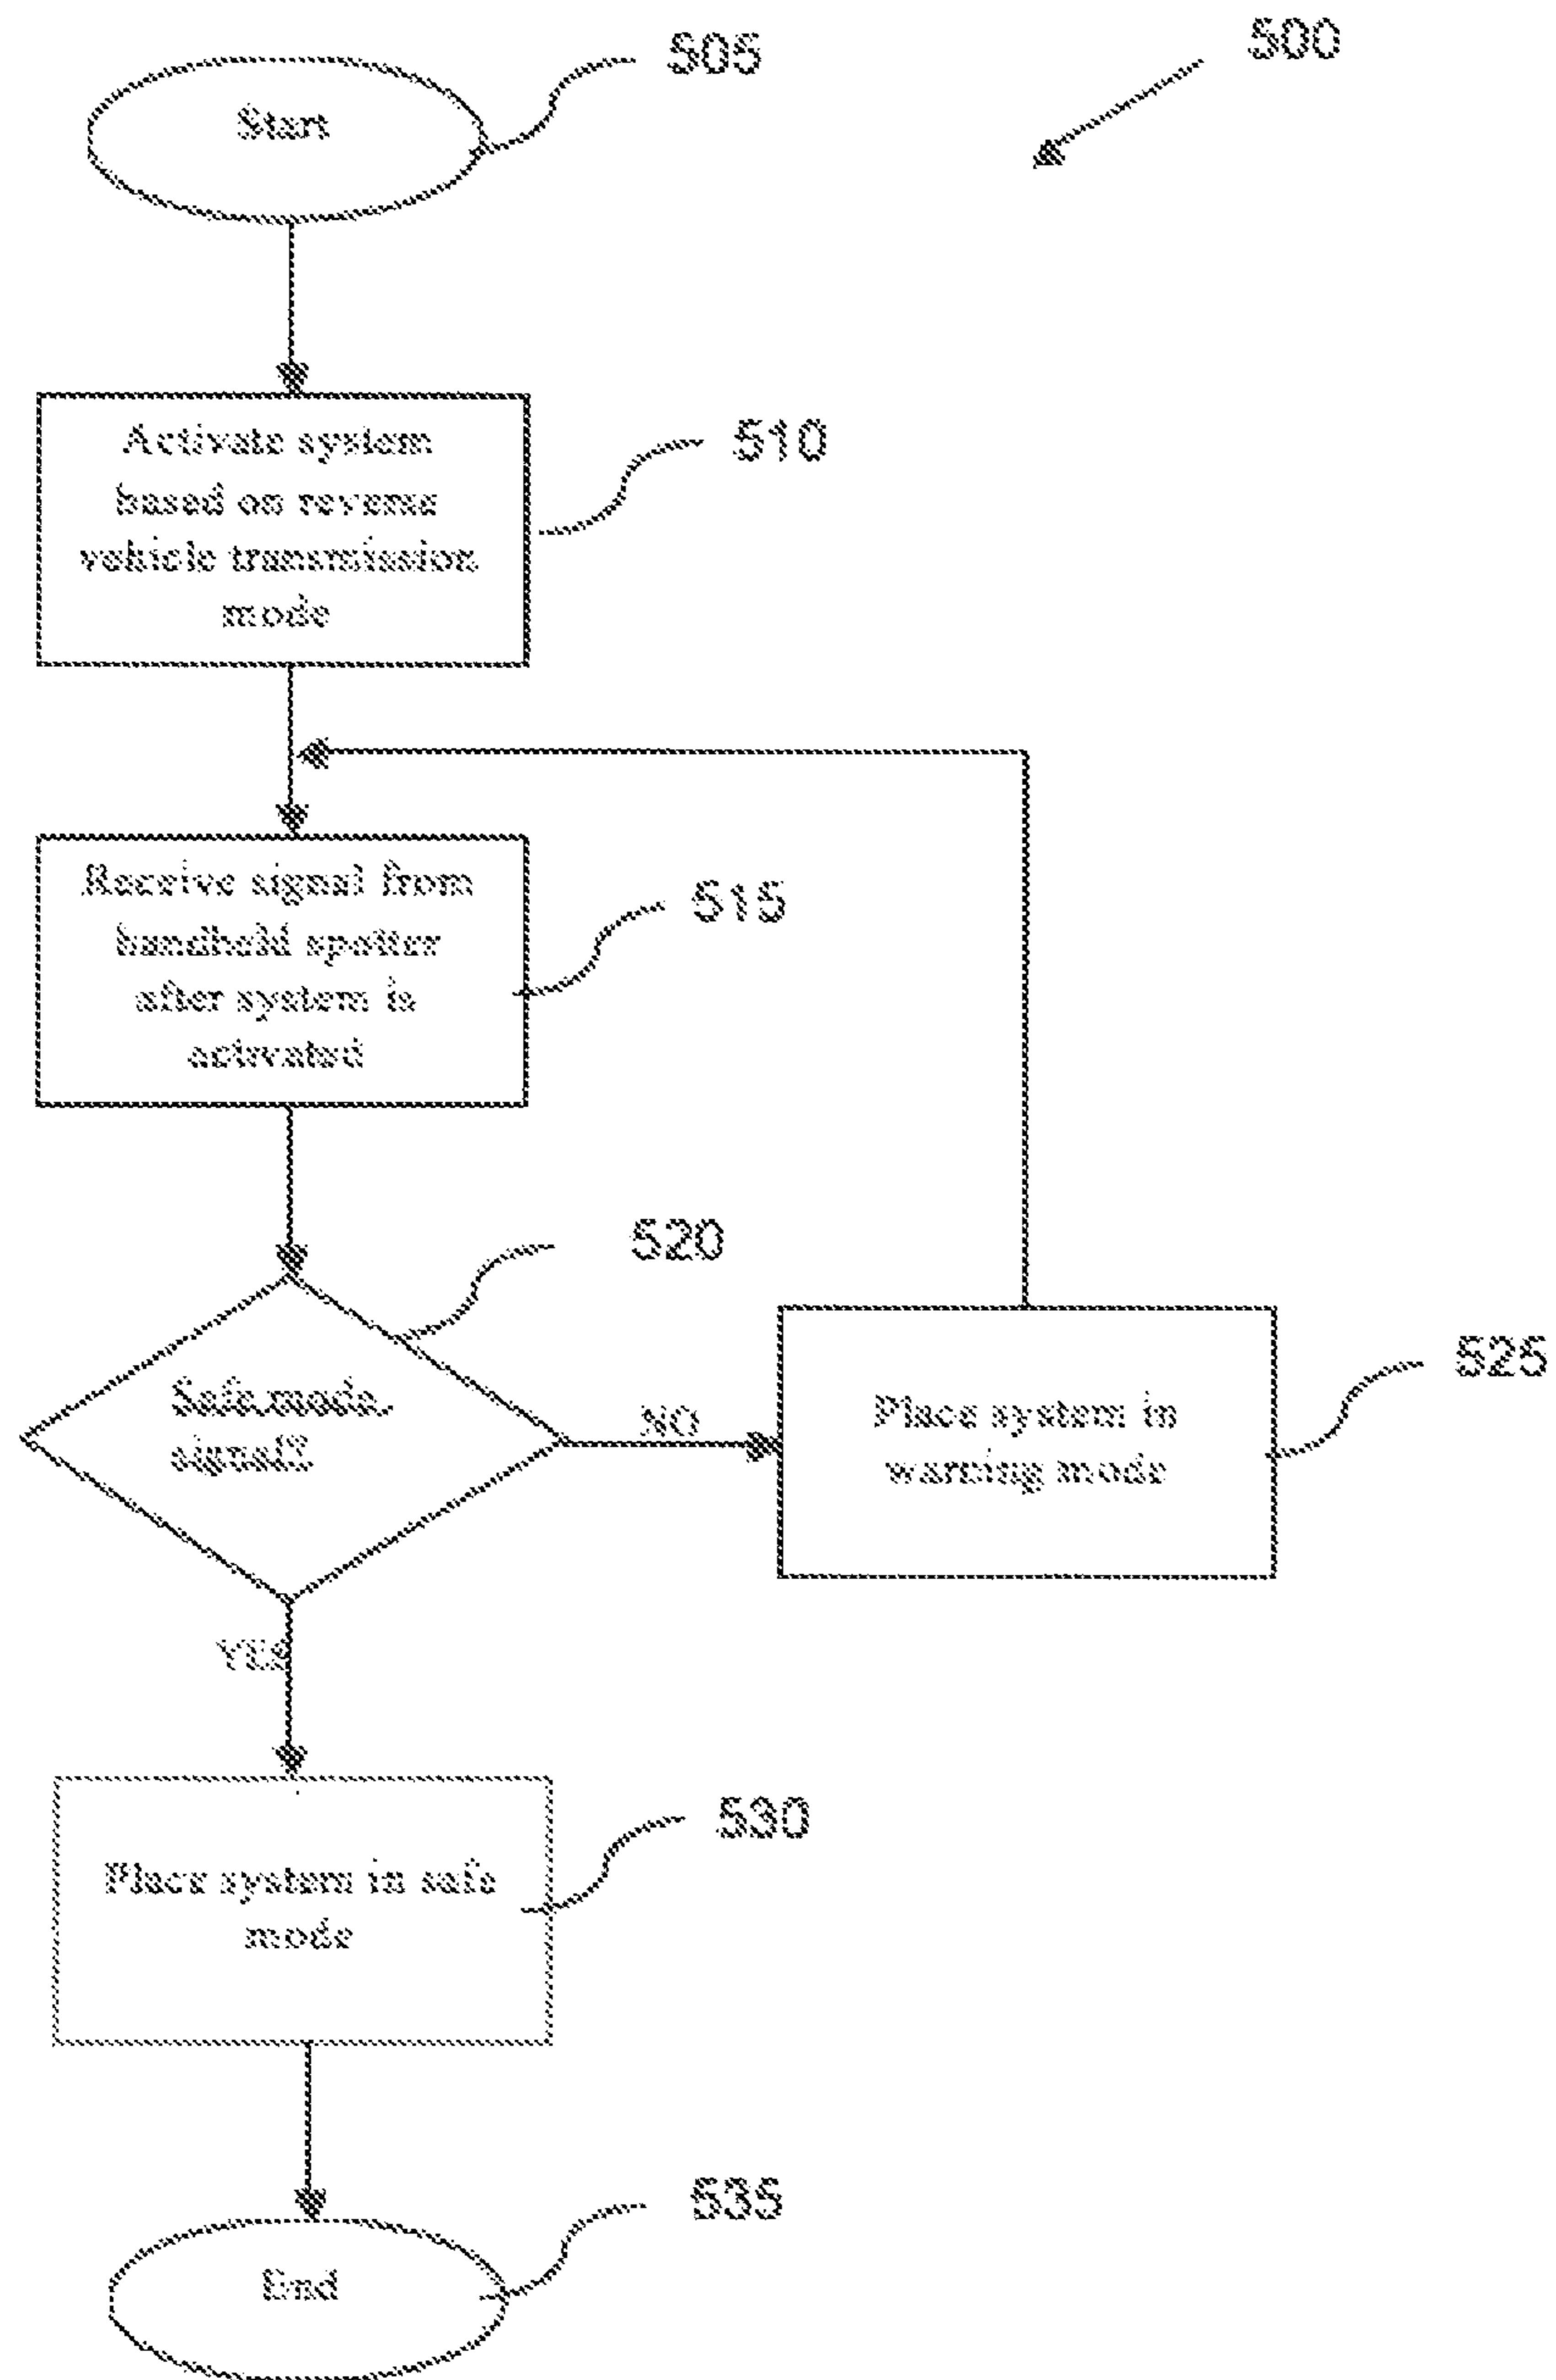 500
505
Start
Activate system
based on reverse
vehicle transmission
mode
510
Receive signal from
handheld spotter
after system is
activated
515
520
Safe mode
signal?
NO
Place system in
warning mode
525
YES
Place system in safe
mode
530
535
End